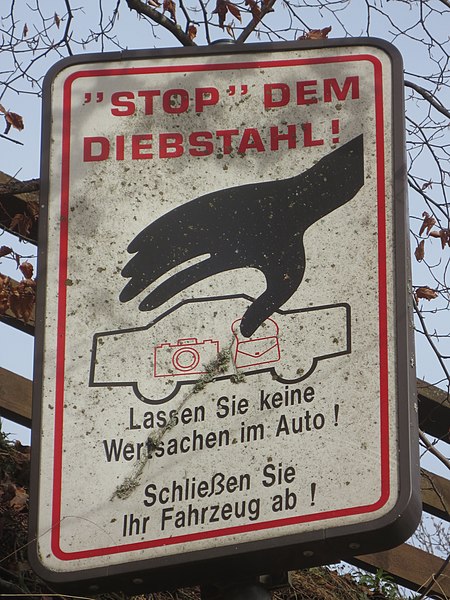 "STOP" DEM
DIEBSTAHL!
Lassen Sie keine
Wertsachen im Auto !
Schließen Sie
Ihr Fahrzeug ab !